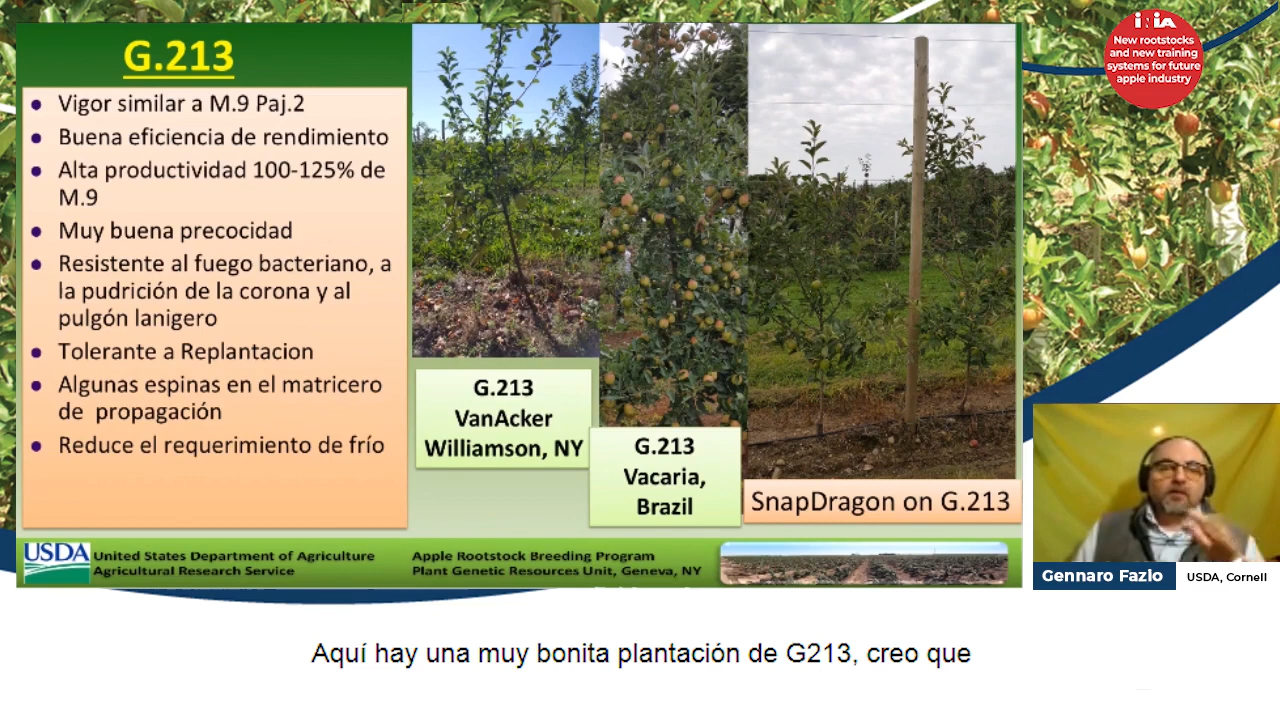 G.213
Vigor similar a M.9 Paj.2
Buena eficiencia de rendimiento
Alta productividad 100-125% de
M.9
Muy buena precocidad
Resistente al fuego bacteriano, a
la pudrición de la corona y al
pulgón lanigero
Tolerante a Replantacion
Algunas espinas en el matricero
de propagación
Reduce el requerimiento de frío
G.213
VanAcker
Williamson, NY
G.213
Vacaria,
Brazil
SnapDragon on G.213
USDA
United States Department of Agriculture
Agricultural Research Service
Apple Rootstock Breeding Program
Plant Genetic Resources Unit, Geneva, NY
INIA
New rootstocks
and new training
systems for future
apple industry
Gennaro Fazio
USDA, Cornell
Aquí hay una muy bonita plantación de G213, creo que